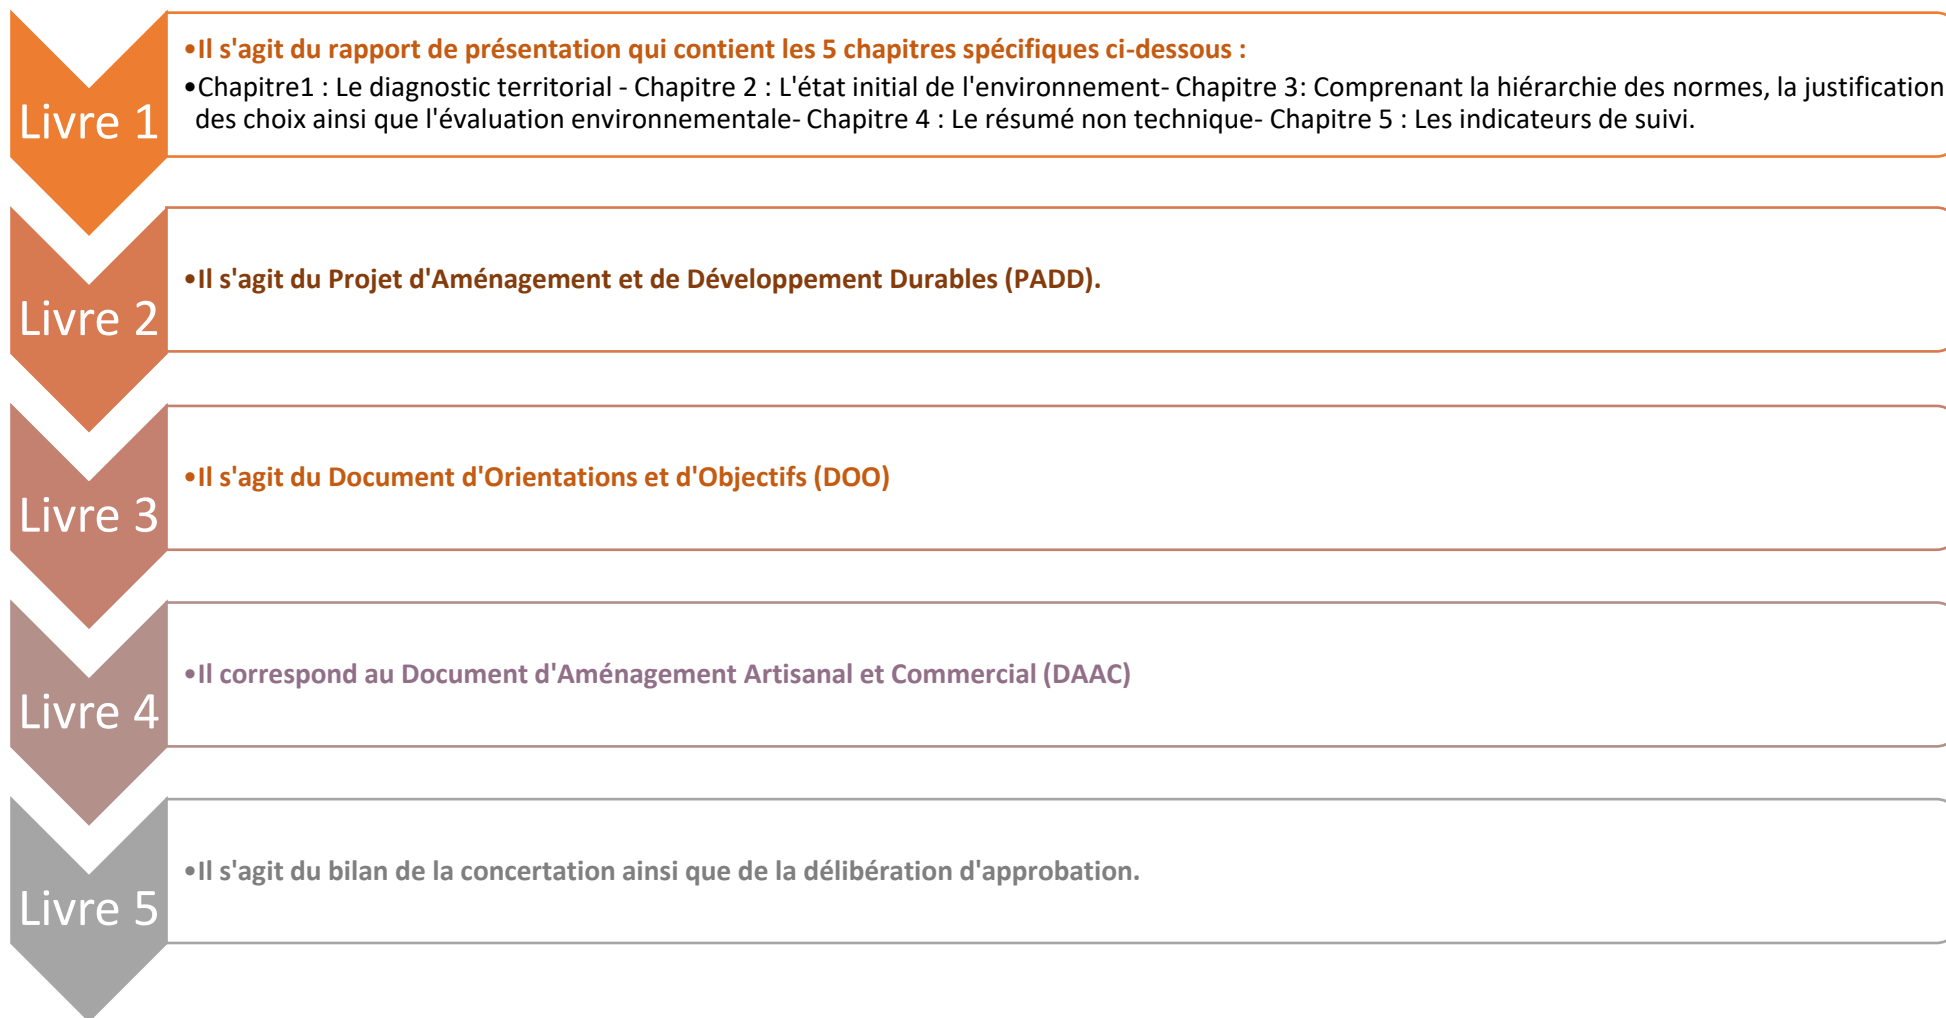 Livre 1
•Il s'agit du rapport de présentation qui contient les 5 chapitres spécifiques ci-dessous :
•Chapitre1 : Le diagnostic territorial - Chapitre 2 : L'état initial de l'environnement- Chapitre 3: Comprenant la hiérarchie des normes, la justification
des choix ainsi que l'évaluation environnementale- Chapitre 4 : Le résumé non technique- Chapitre 5 : Les indicateurs de suivi.
Livre 2
•Il s'agit du Projet d'Aménagement et de Développement Durables (PADD).
Livre 3
•Il s'agit du Document d'Orientations et d'Objectifs (DOO)
Livre 4
•Il correspond au Document d'Aménagement Artisanal et Commercial (DAAC)
Livre 5
•Il s'agit du bilan de la concertation ainsi que de la délibération d'approbation.